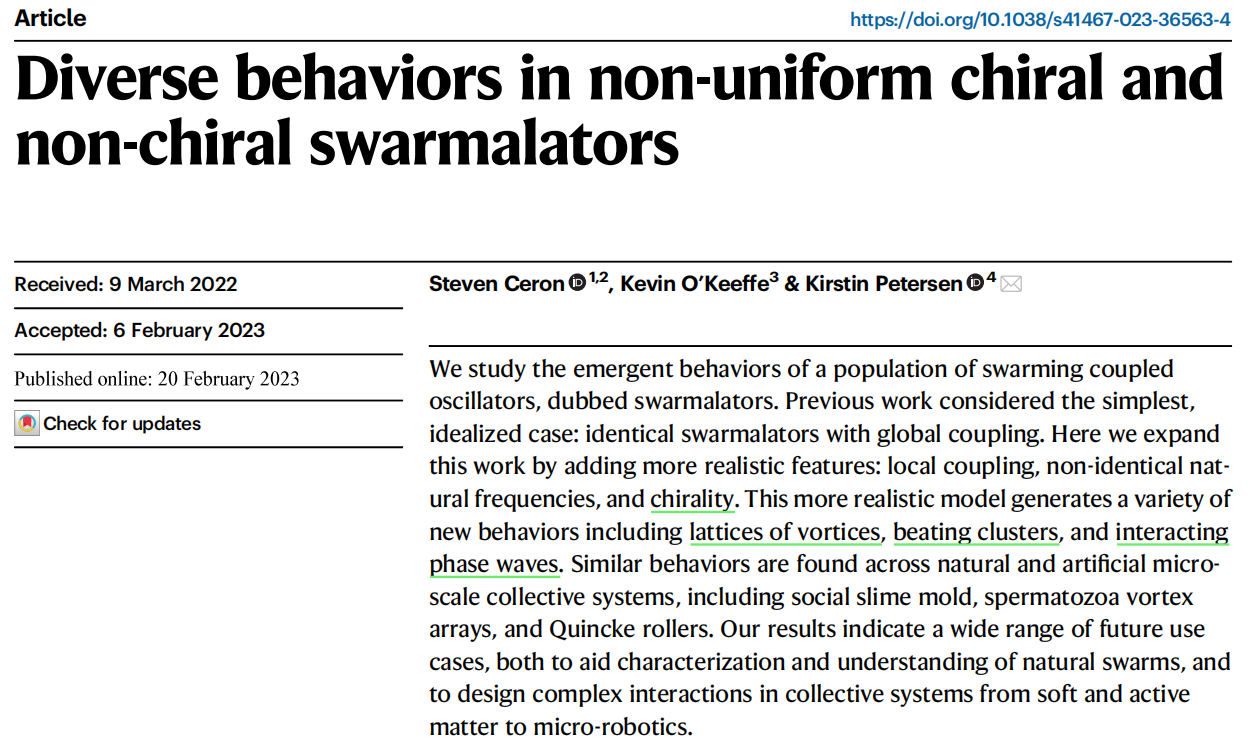 Article
https://doi.org/10.1038/s41467-023-36563-4
Diverse behaviors in non-uniform chiral and
non-chiral swarmalators
Received: 9 March 2022
Accepted: 6 February 2023
Published online: 20 February 2023
Check for updates
Steven Ceron iD 1,2, Kevin O’Keeffe3 & Kirstin Petersen iD 4
We study the emergent behaviors of a population of swarming coupled
oscillators, dubbed swarmalators. Previous work considered the simplest,
idealized case: identical swarmalators with global coupling. Here we expand
this work by adding more realistic features: local coupling, non-identical nat-
ural frequencies, and chirality. This more realistic model generates a variety of
new behaviors including lattices of vortices, beating clusters, and interacting
phase waves. Similar behaviors are found across natural and artificial micro-
scale collective systems, including social slime mold, spermatozoa vortex
arrays, and Quincke rollers. Our results indicate a wide range of future use
cases, both to aid characterization and understanding of natural swarms, and
to design complex interactions in collective systems from soft and active
matter to micro-robotics.